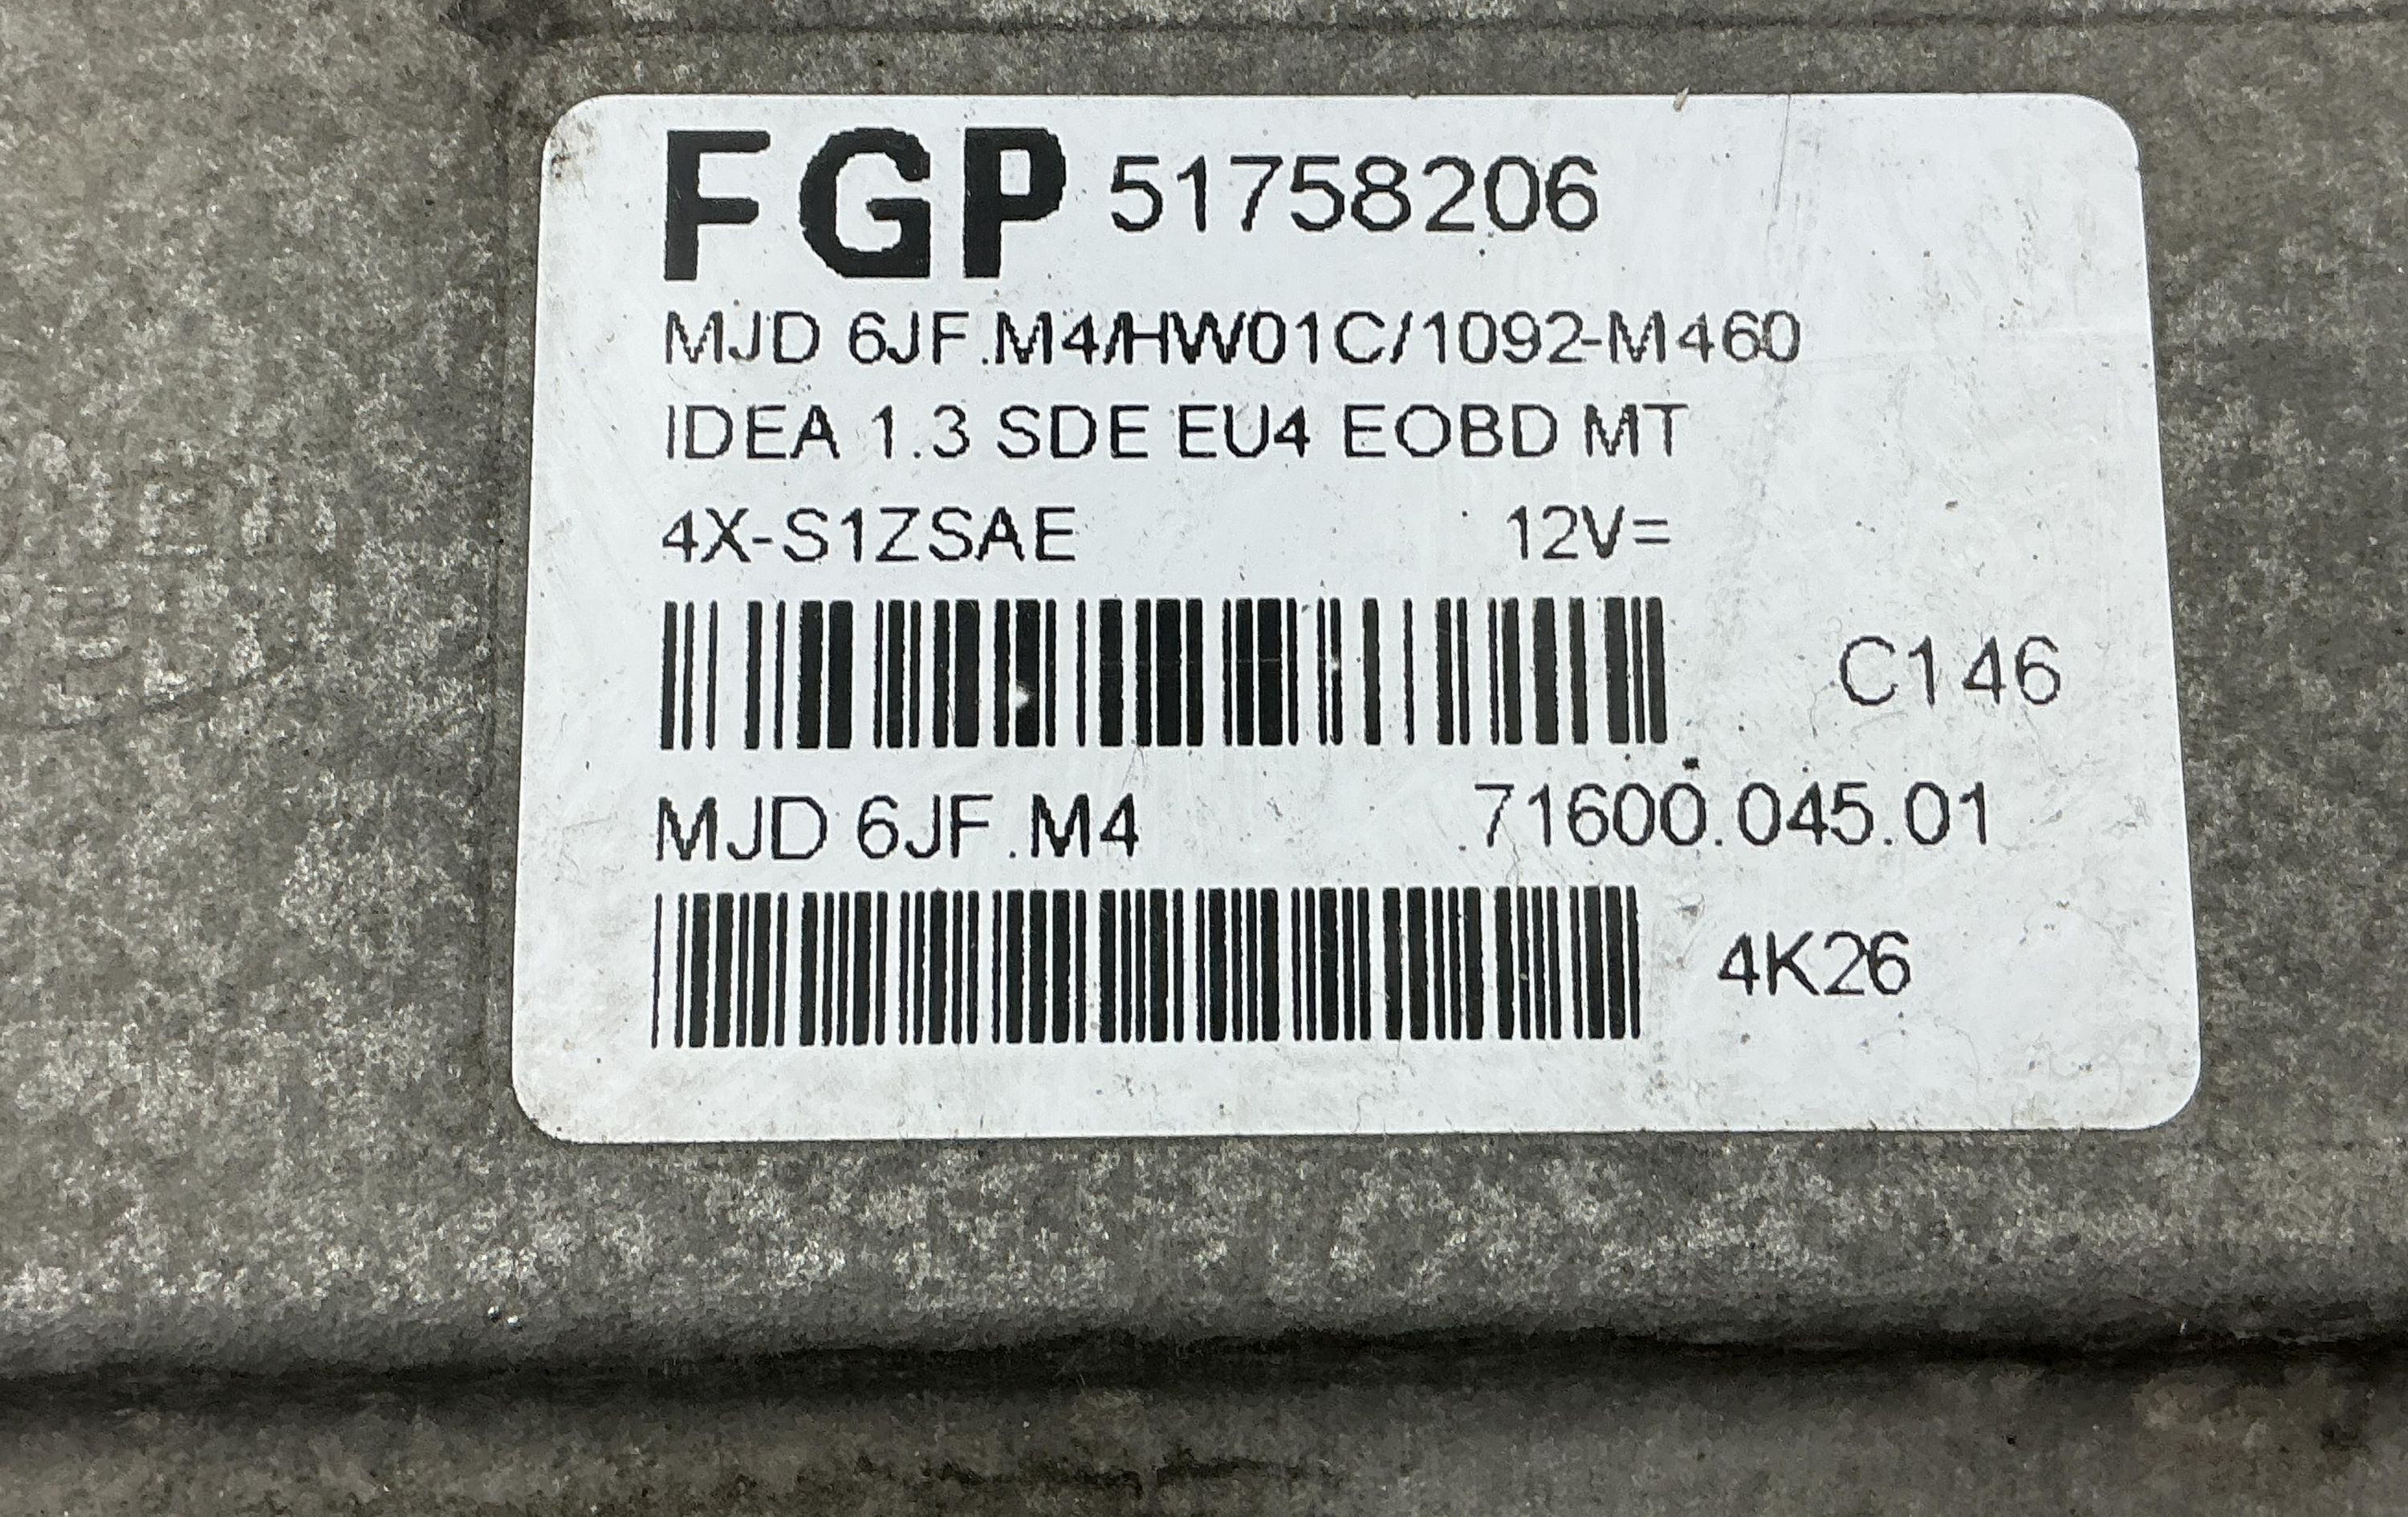 FGP 51758206
MJD 6JF.M4/HW01C/1092-M460
IDEA 1.3 SDE EU4 EOBD MT
4X-S1ZSAE 12V=
C146
MJD 6JF.M4 71600.045.01
4K26